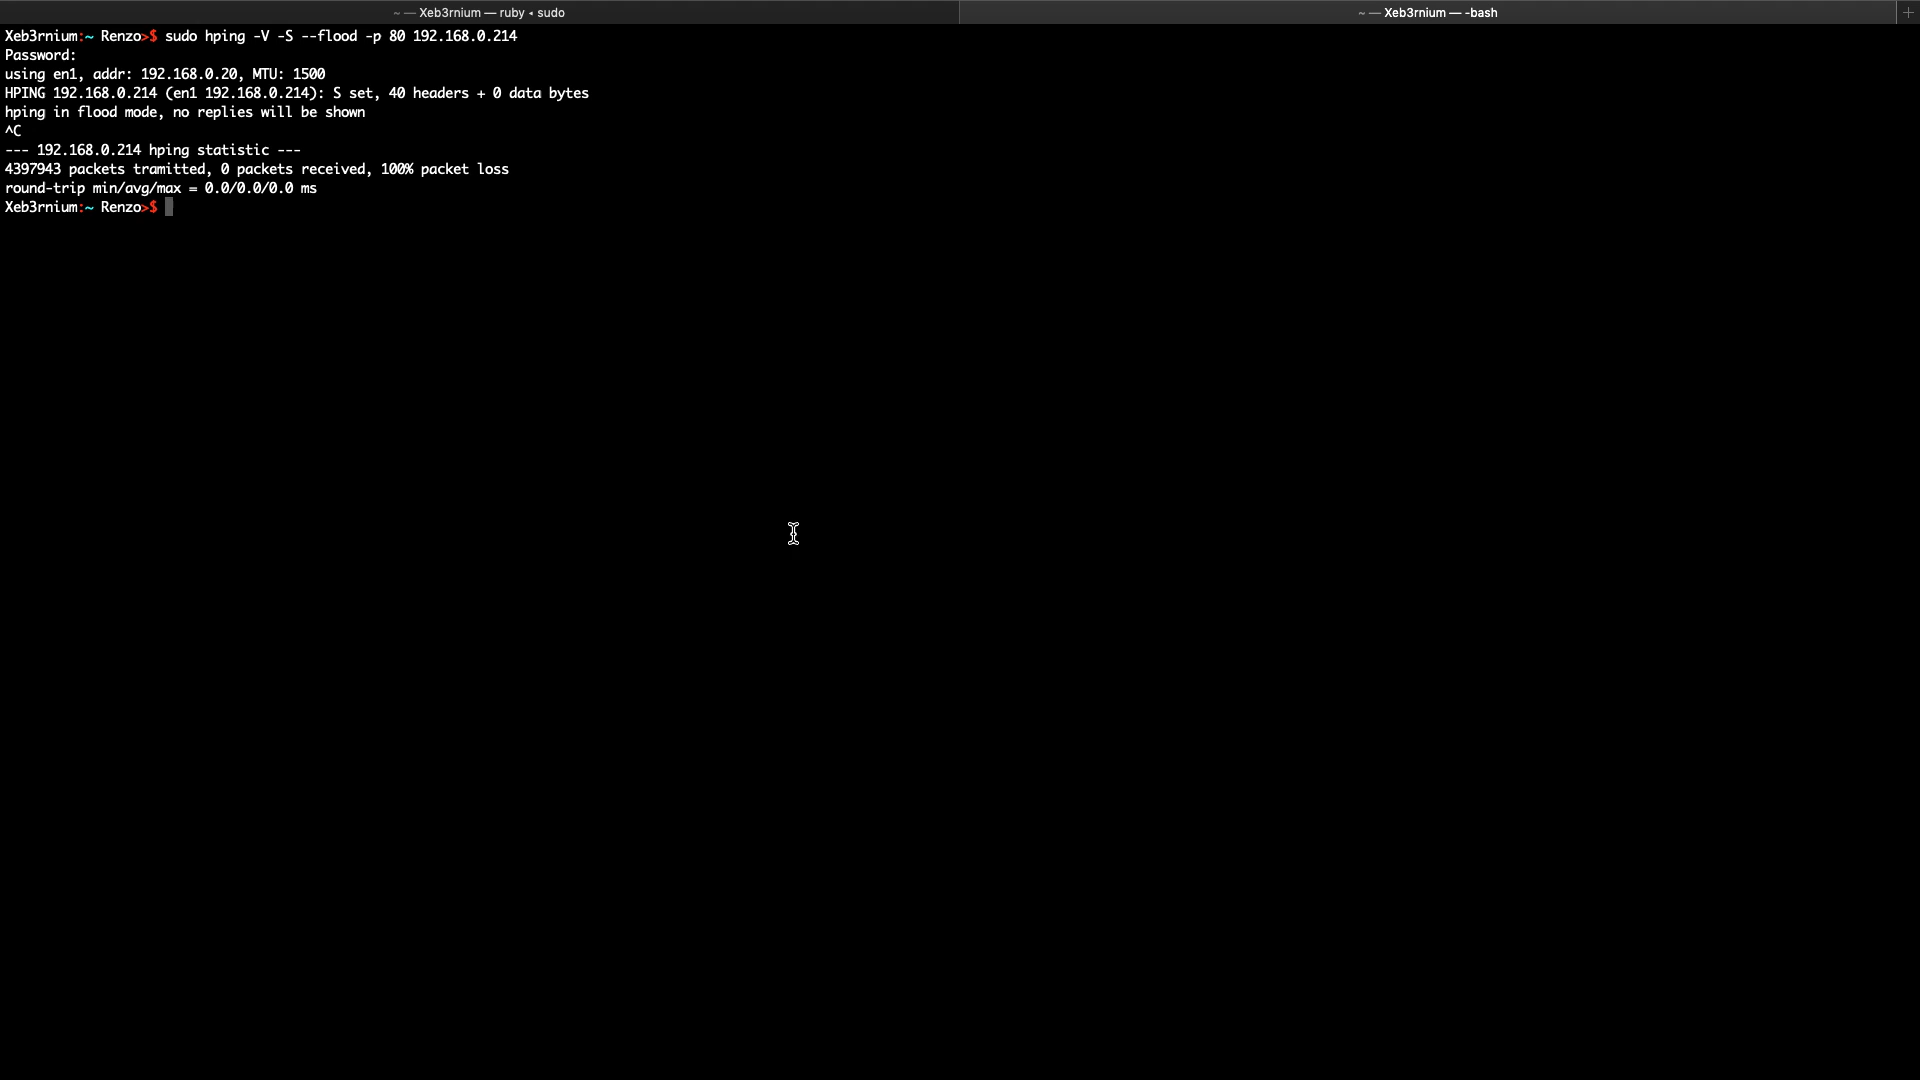 ~ — Xeb3rnium — ruby ◂ sudo
~ — Xeb3rnium — -bash
Xeb3rnium:~ Renzo>$ sudo hping -V -S --flood -p 80 192.168.0.214
Password:
using en1, addr: 192.168.0.20, MTU: 1500
HPING 192.168.0.214 (en1 192.168.0.214): S set, 40 headers + 0 data bytes
hping in flood mode, no replies will be shown
^C
--- 192.168.0.214 hping statistic ---
4397943 packets tramitted, 0 packets received, 100% packet loss
round-trip min/avg/max = 0.0/0.0/0.0 ms
Xeb3rnium:~ Renzo>$